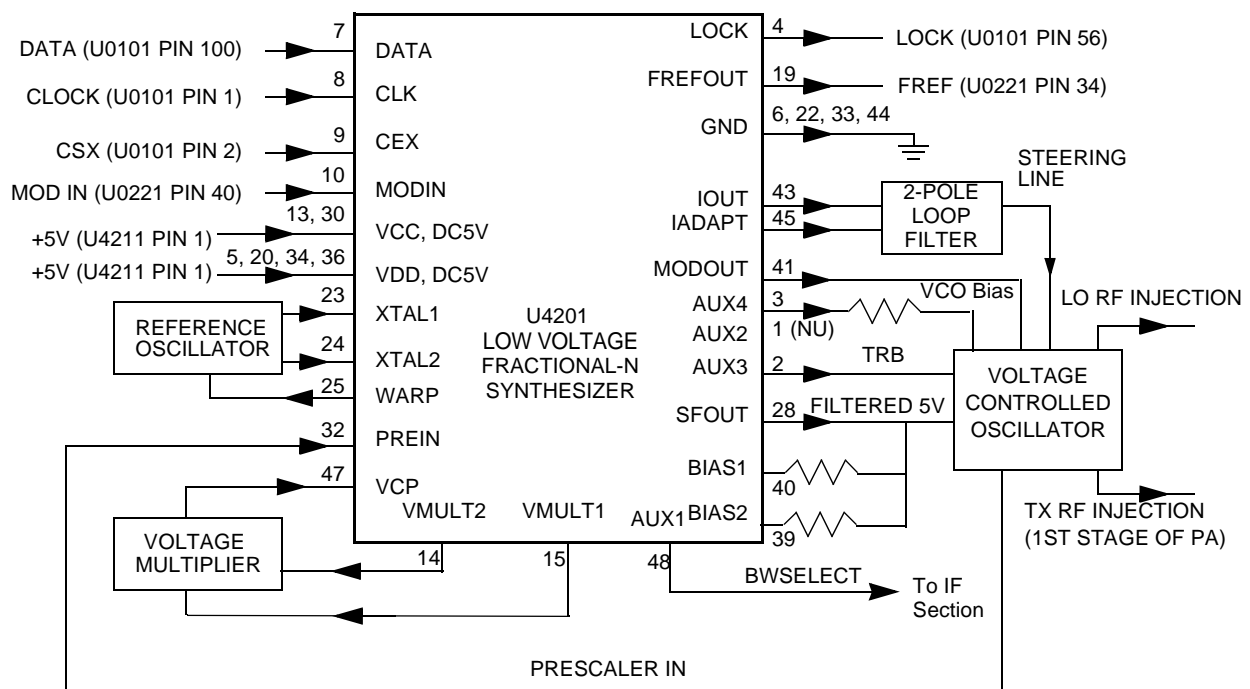 DATA (U0101 PIN 100)
7
DATA
CLOCK (U0101 PIN 1)
8
CLK
CSX (U0101 PIN 2)
9
CEX
MOD IN (U0221 PIN 40)
10
MODIN
+5V (U4211 PIN 1)
13, 30
VCC, DC5V
+5V (U4211 PIN 1)
5, 20, 34, 36
VDD, DC5V
REFERENCE
OSCILLATOR
23
XTAL1
24
XTAL2
25
WARP
32
PREIN
47
VCP
VOLTAGE
MULTIPLIER
VMULT2
14
VMULT1
15
AUX1
48
BWSELECT
To IF
Section
U4201
LOW VOLTAGE
FRACTIONAL-N
SYNTHESIZER
LOCK
4
LOCK (U0101 PIN 56)
FREFOUT
19
FREF (U0221 PIN 34)
GND
6, 22, 33, 44
IOUT
43
IADAPT
45
2-POLE
LOOP
FILTER
STEERING
LINE
MODOUT
41
AUX4
3
VCO Bias
AUX2
1 (NU)
AUX3
2
TRB
SFOUT
28
FILTERED 5V
BIAS1
40
BIAS2
39
VOLTAGE
CONTROLLED
OSCILLATOR
LO RF INJECTION
TX RF INJECTION
(1ST STAGE OF PA)
PRESCALER IN